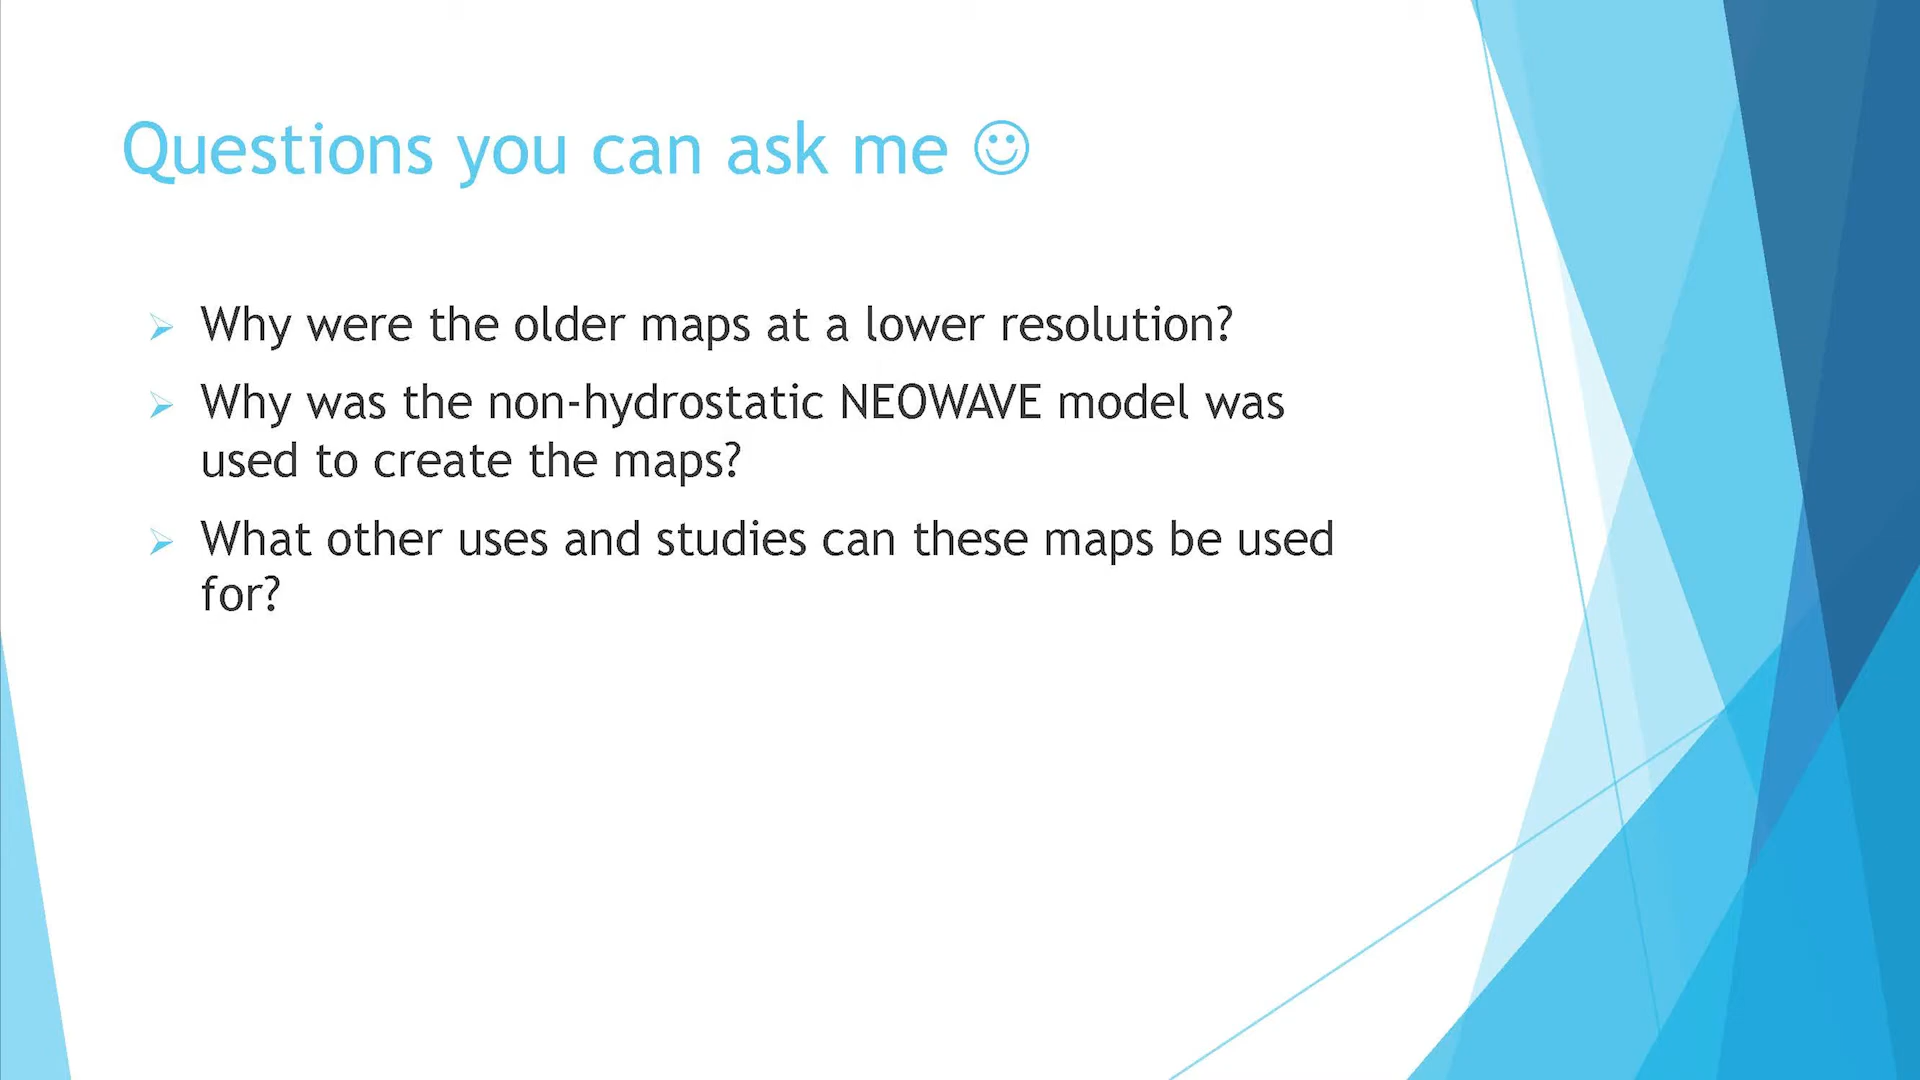 Questions you can ask me ☺
Why were the older maps at a lower resolution?
Why was the non-hydrostatic NEOWAVE model was
used to create the maps?
What other uses and studies can these maps be used
for?